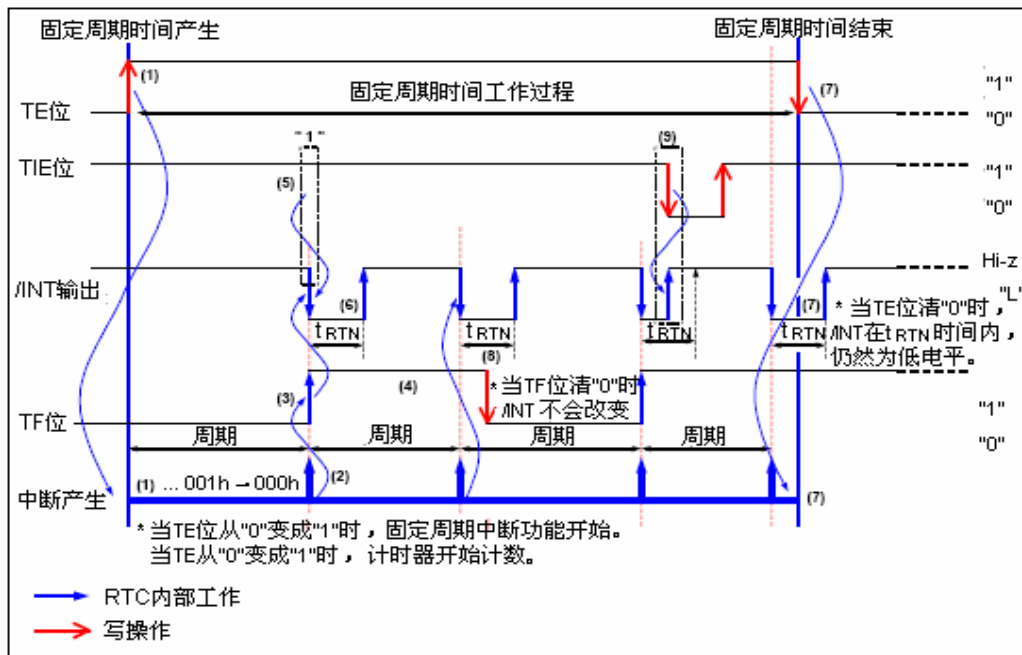 固定周期时间产生
固定周期时间结束
(1)
(7)
"1"
固定周期时间工作过程
TE位
"0"
"1"
(9)
TIE位
"1"
(5)
"0"
Hi-z
/INT输出
(6)
(7)
"L"
tRTN
tRTN
tRTN
tRTN
* 当TE位清"0"时，
/INT在tRTN时间内，
仍然为低电平。
(8)
(3)
(4)
* 当TF位清"0"时
/INT 不会改变
"1"
TF位
周期
周期
周期
周期
"0"
中断产生
(1) ... 001h→000h
(2)
(7)
* 当TE位从"0"变成"1"时，固定周期中断功能开始。
当TE从"0"变成"1"时，计时器开始计数。
RTC内部工作
写操作